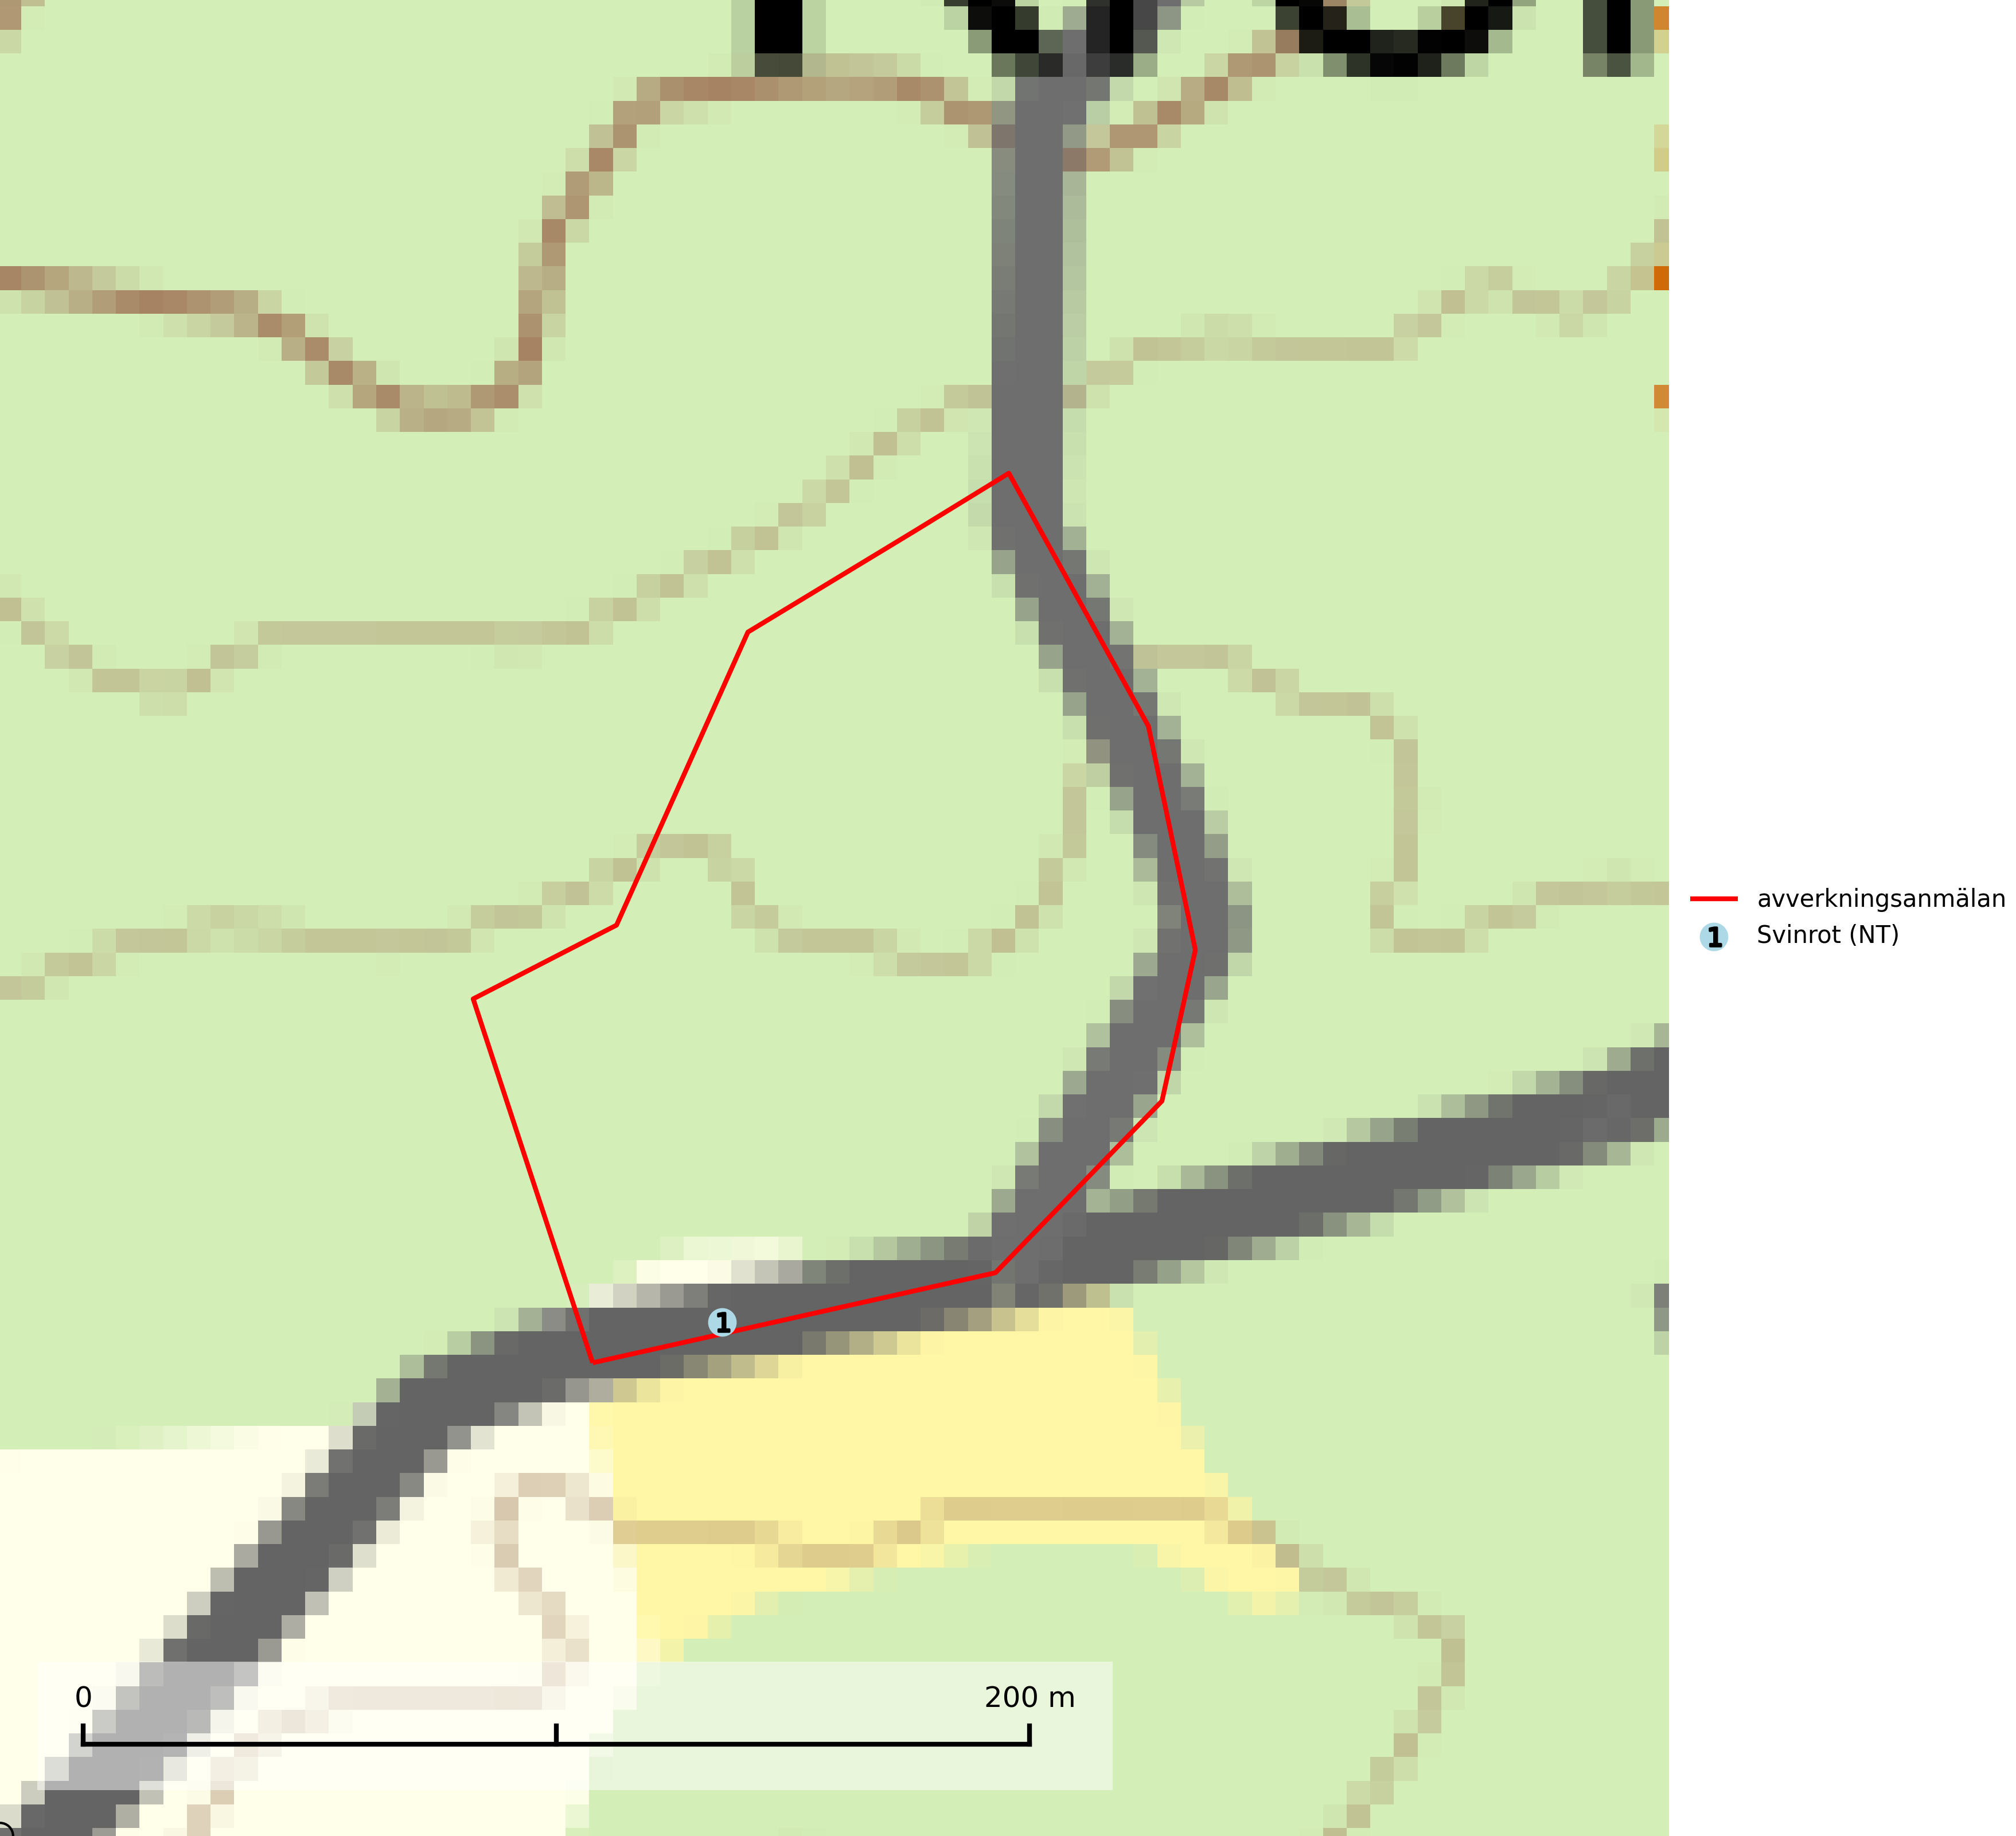 avverkningsanmälan
1 Svinrot (NT)
1
0 200 m